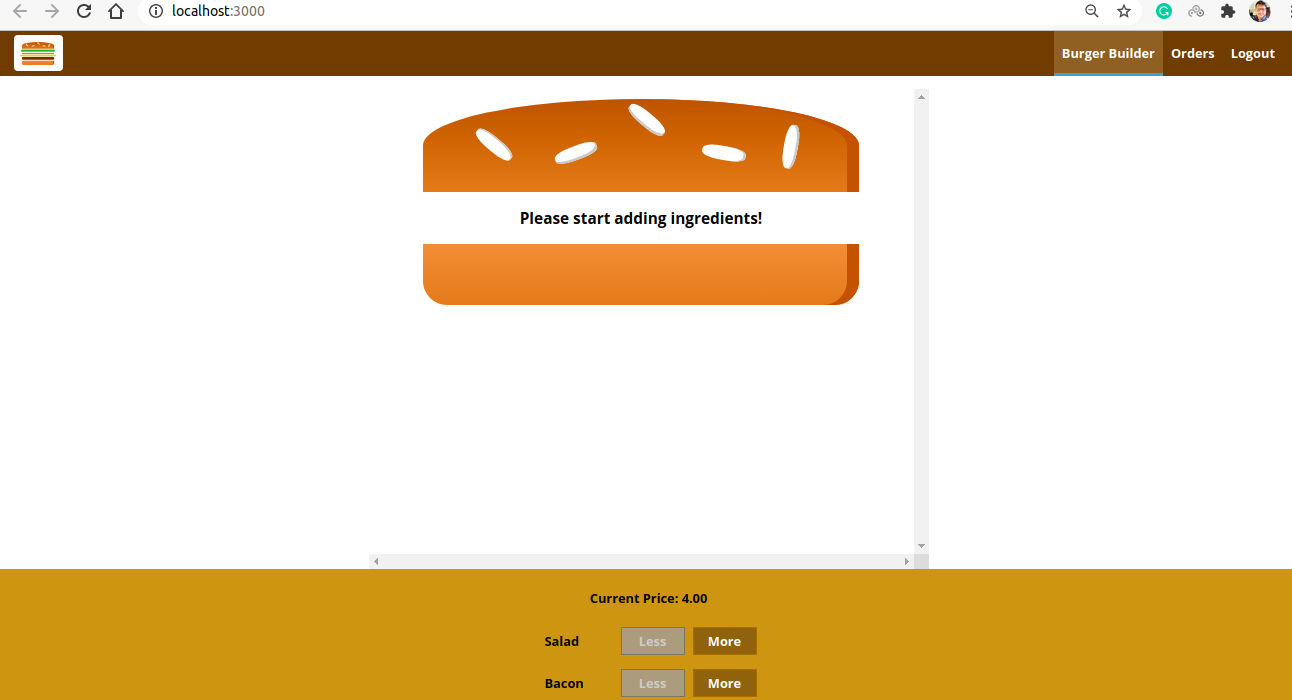 localhost:3000
Burger Builder Orders Logout
Please start adding ingredients!
Current Price: 4.00
Salad Less More
Bacon Less More